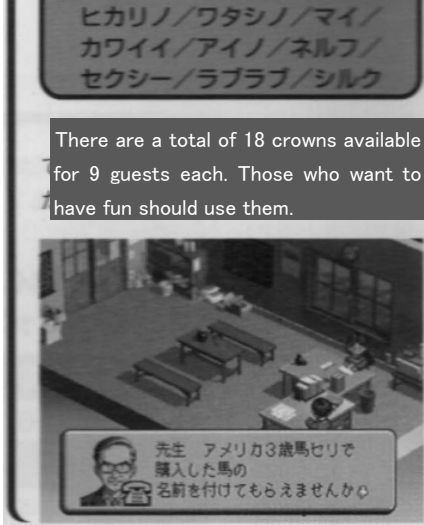 ヒカリノ／ワタシノ／マイ／
カワイイ／アイノ／ネルフ／
セクシー／ラブラブ／シルク
There are a total of 18 crowns available
for 9 guests each. Those who want to
have fun should use them.
先生 アメリカ3歳馬セリで
購入した馬の
名前を付けてもらえませんか